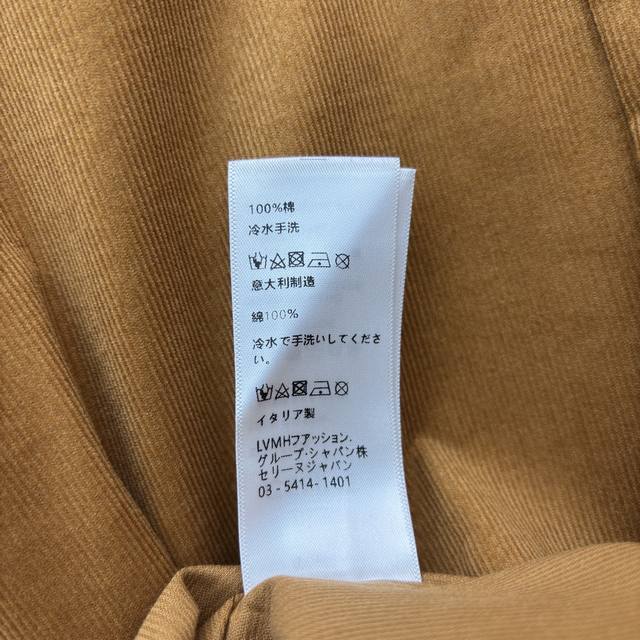 100%棉
冷水手洗
意大利制造
綿100%
冷水で手洗いしてくださ
い。
イタリア製
LVMHファッション.
グループ·シャパン株
セリーヌジャパン
03-5414-1401